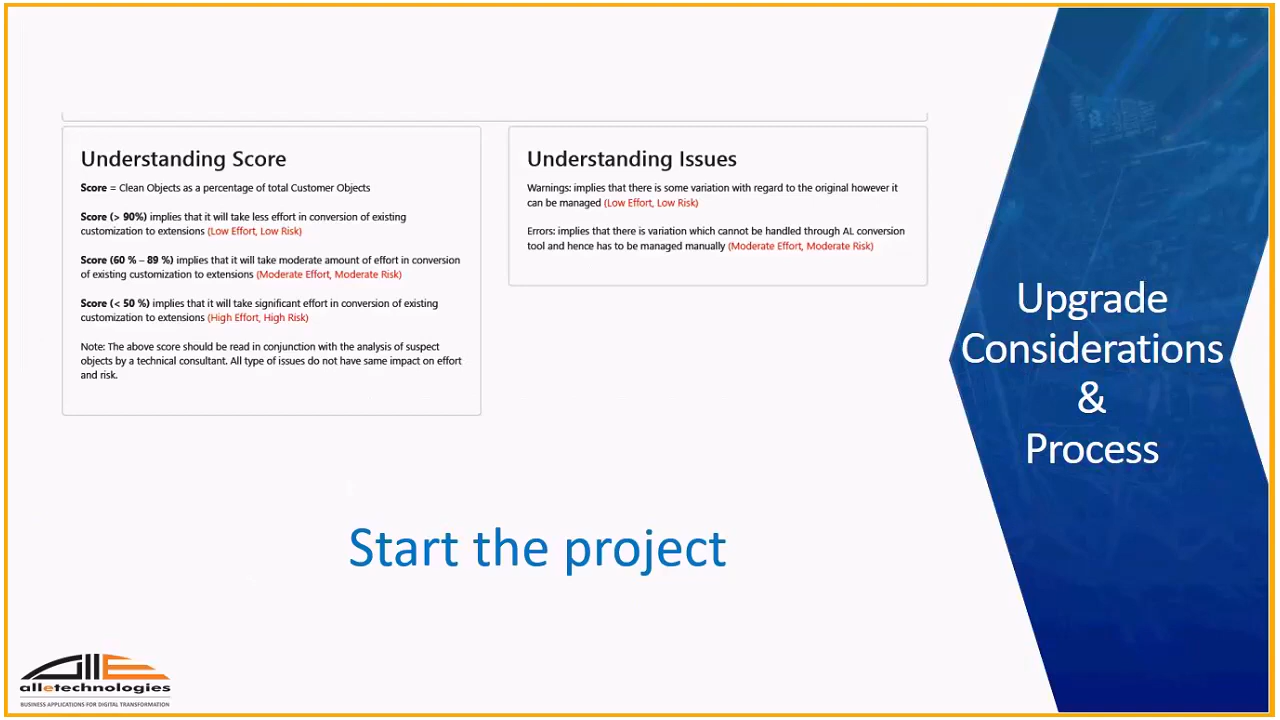 Understanding Score
Score = Clean Objects as a percentage of total Customer Objects
Score (> 90%) implies that it will take less effort in conversion of existing
customization to extensions (Low Effort, Low Risk)
Score (60 % – 89 %) implies that it will take moderate amount of effort in conversion
of existing customization to extensions (Moderate Effort, Moderate Risk)
Score (< 50 %) implies that it will take significant effort in conversion of existing
customization to extensions (High Effort, High Risk)
Note: The above score should be read in conjunction with the analysis of suspect
objects by a technical consultant. All type of issues do not have same impact on effort
and risk.
Understanding Issues
Warnings: implies that there is some variation with regard to the original however it
can be managed (Low Effort, Low Risk)
Errors: implies that there is variation which cannot be handled through AL conversion
tool and hence has to be managed manually (Moderate Effort, Moderate Risk)
Upgrade
Considerations
&
Process
Start the project
alletechnologies
BUSINESS APPLICATIONS FOR DIGITAL TRANSFORMATION